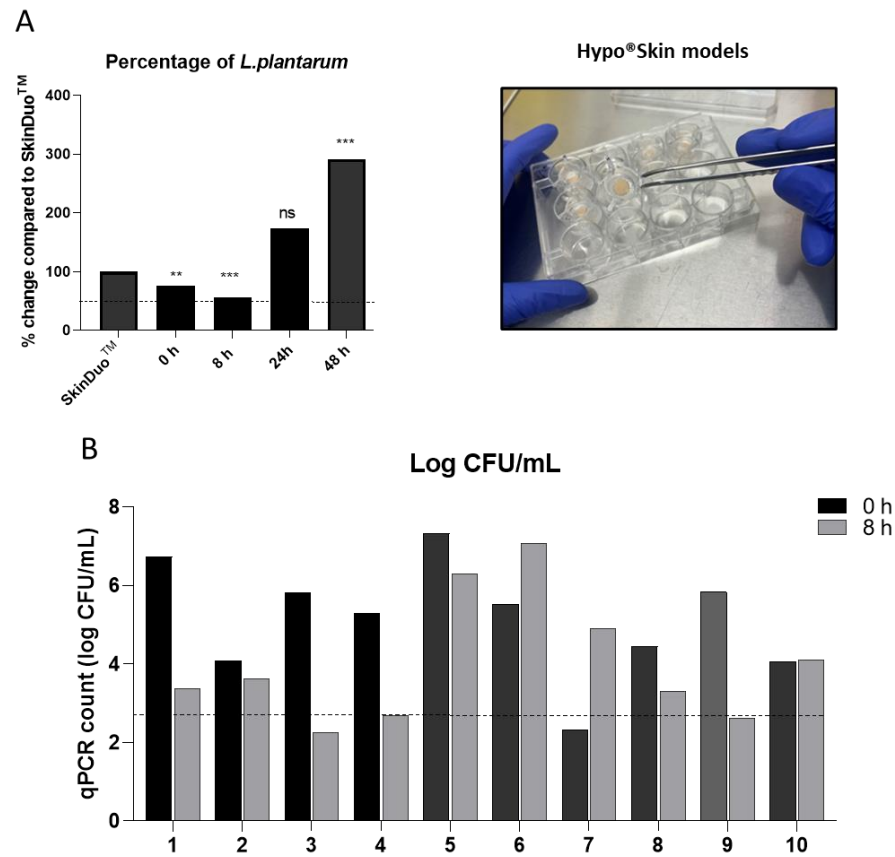 A
Percentage of L.plantarum
% change compared to SkinDuo™
400
300
200
100
0
**
***
ns
***
SkinDuo™
0 h
8 h
24h
48 h
Hypo®Skin models
B
Log CFU/mL
qPCR count (log CFU/mL)
8
6
4
2
0
0 h
8 h
1 2 3 4 5 6 7 8 9 10